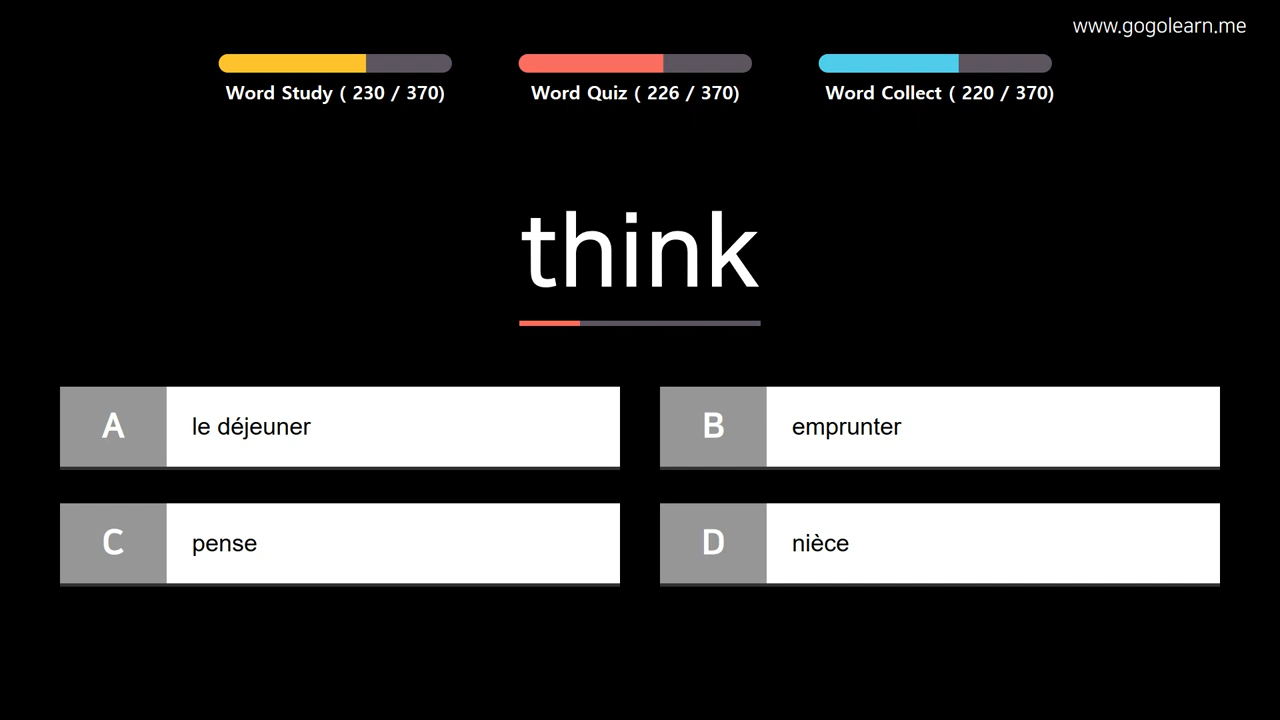 www.gogolearn.me
Word Study ( 230 / 370)
Word Quiz ( 226 / 370)
Word Collect ( 220 / 370)
think
A
le déjeuner
B
emprunter
C
pense
D
nièce